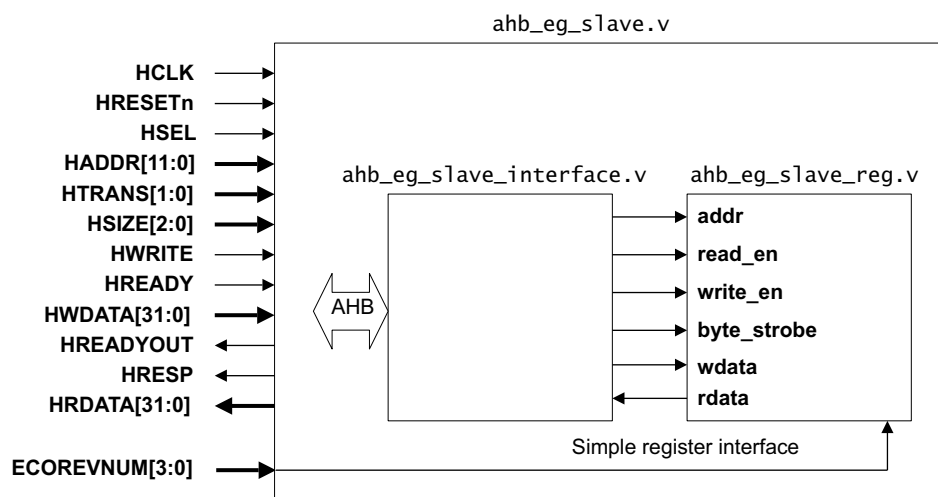 ahb_eg_slave.v
HCLK
HRESETn
HSEL
HADDR[11:0]
HTRANS[1:0]
HSIZE[2:0]
HWRITE
HREADY
HWDATA[31:0]
HREADYOUT
HRESP
HRDATA[31:0]
ECOREVNUM[3:0]
AHB
ahb_eg_slave_interface.v
ahb_eg_slave_reg.v
addr
read_en
write_en
byte_strobe
wdata
rdata
Simple register interface